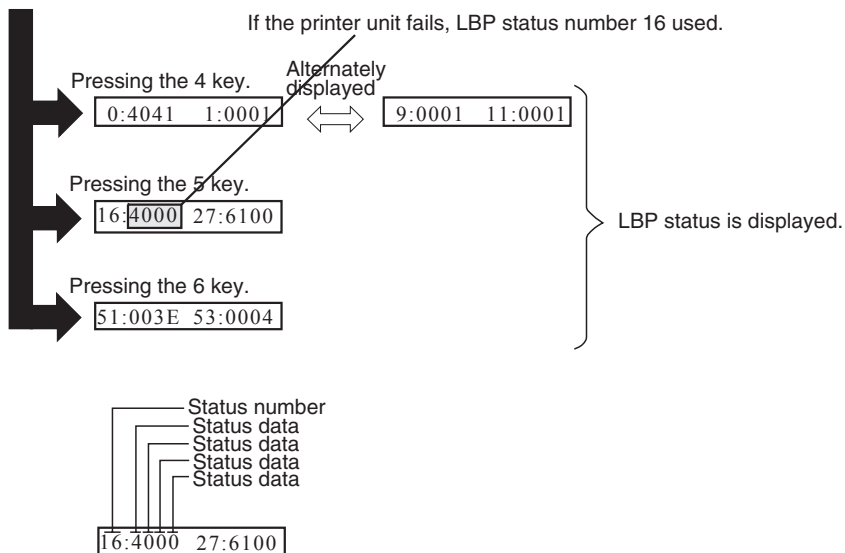 If the printer unit fails, LBP status number 16 used.
Pressing the 4 key.
Alternately
displayed
0:4041 1:0001
9:0001 11:0001
Pressing the 5 key.
16:4000 27:6100
LBP status is displayed.
Pressing the 6 key.
51:003E 53:0004
Status number
Status data
Status data
Status data
Status data
16:4000 27:6100